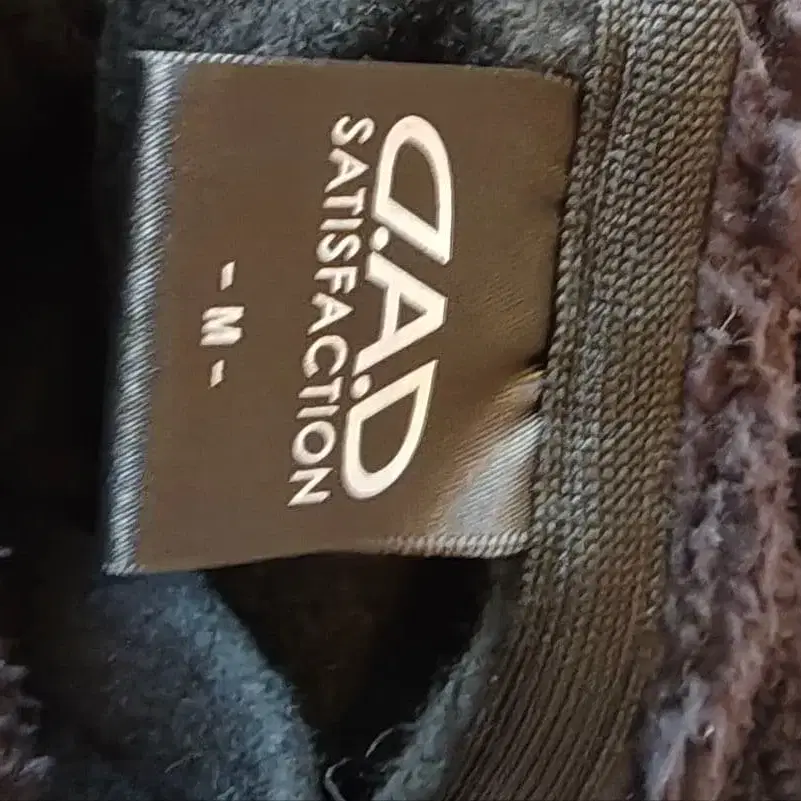 D.A.D
SATISFACTION
- M -